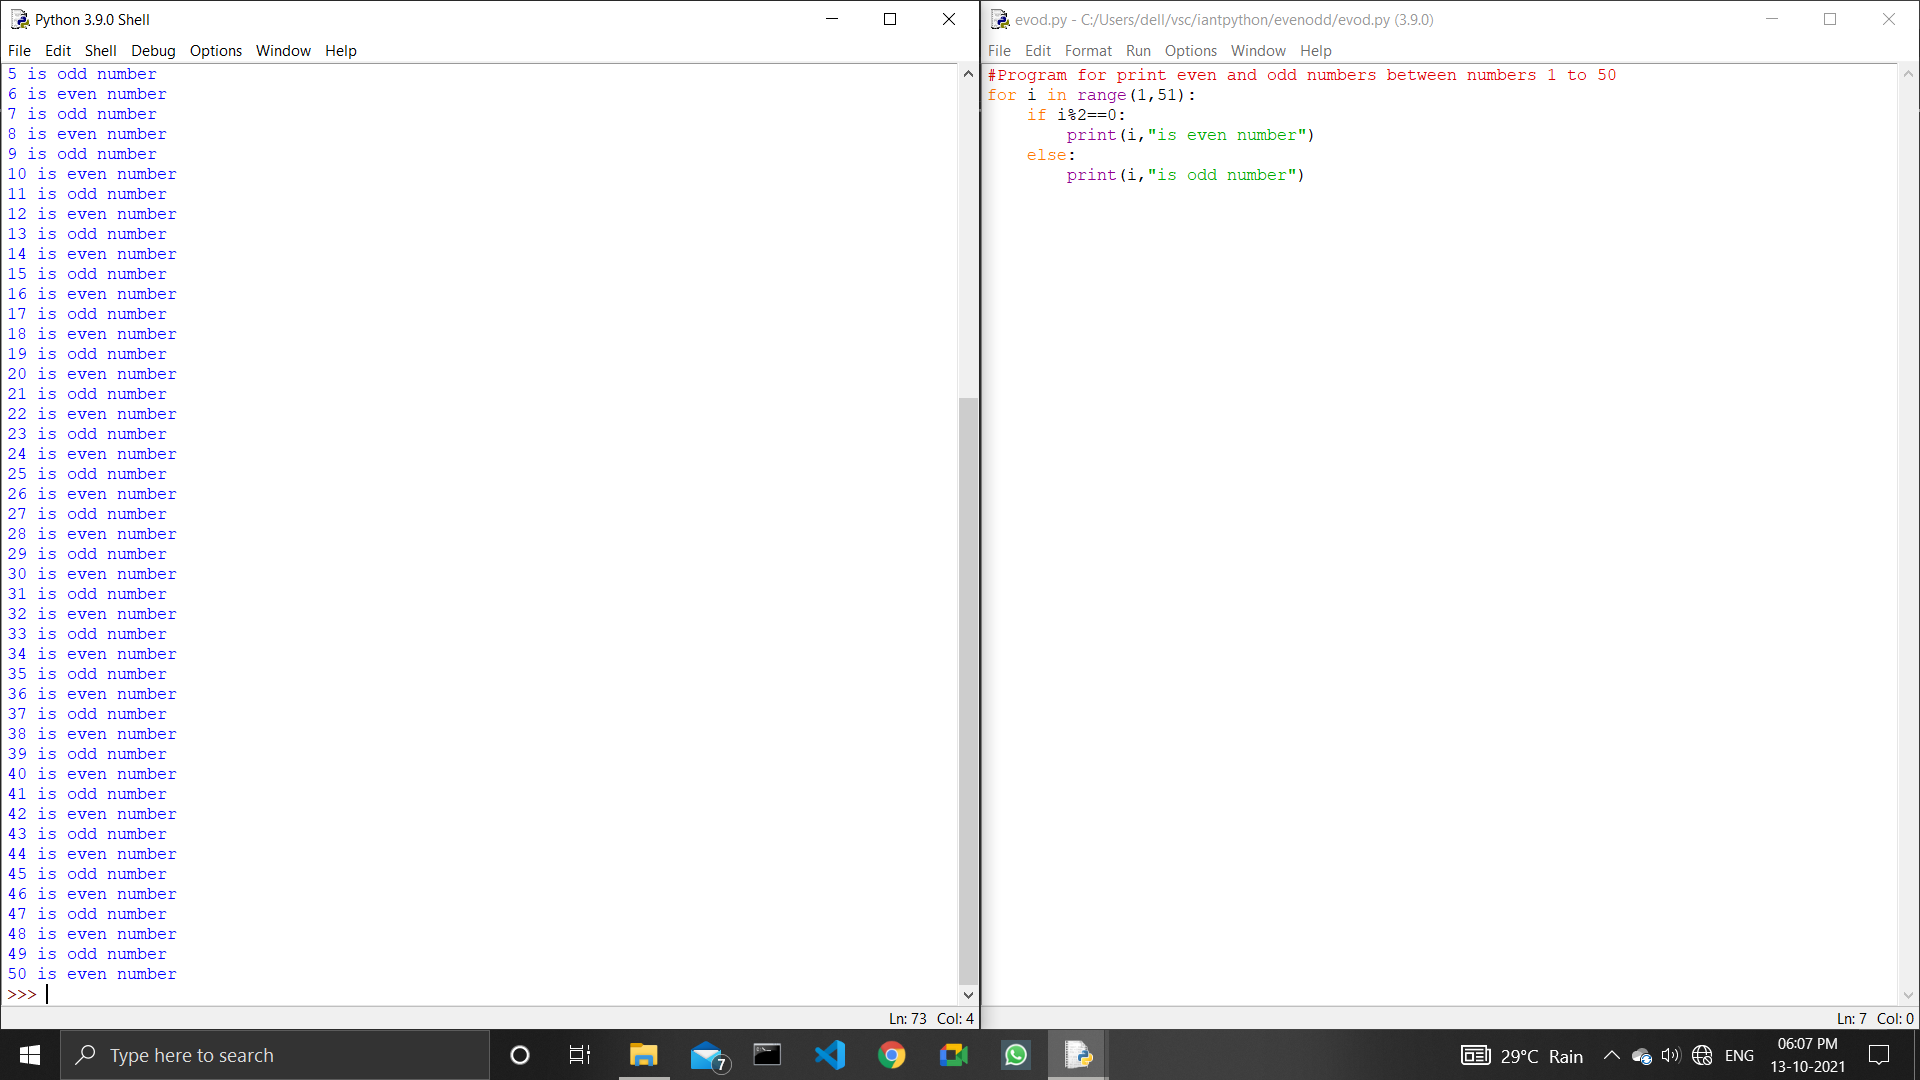 Python 3.9.0 Shell
File Edit Shell Debug Options Window Help
5 is odd number
6 is even number
7 is odd number
8 is even number
9 is odd number
10 is even number
11 is odd number
12 is even number
13 is odd number
14 is even number
15 is odd number
16 is even number
17 is odd number
18 is even number
19 is odd number
20 is even number
21 is odd number
22 is even number
23 is odd number
24 is even number
25 is odd number
26 is even number
27 is odd number
28 is even number
29 is odd number
30 is even number
31 is odd number
32 is even number
33 is odd number
34 is even number
35 is odd number
36 is even number
37 is odd number
38 is even number
39 is odd number
40 is even number
41 is odd number
42 is even number
43 is odd number
44 is even number
45 is odd number
46 is even number
47 is odd number
48 is even number
49 is odd number
50 is even number
>>>
Ln: 73 Col: 4
evod.py - C:/Users/dell/vsc/iantpython/evenodd/evod.py (3.9.0)
File Edit Format Run Options Window Help
#Program for print even and odd numbers between numbers 1 to 50
for i in range(1,51):
    if i%2==0:
        print(i,"is even number")
    else:
        print(i,"is odd number")
Ln: 7 Col: 0
Type here to search
7
29°C Rain
ENG
06:07 PM
13-10-2021